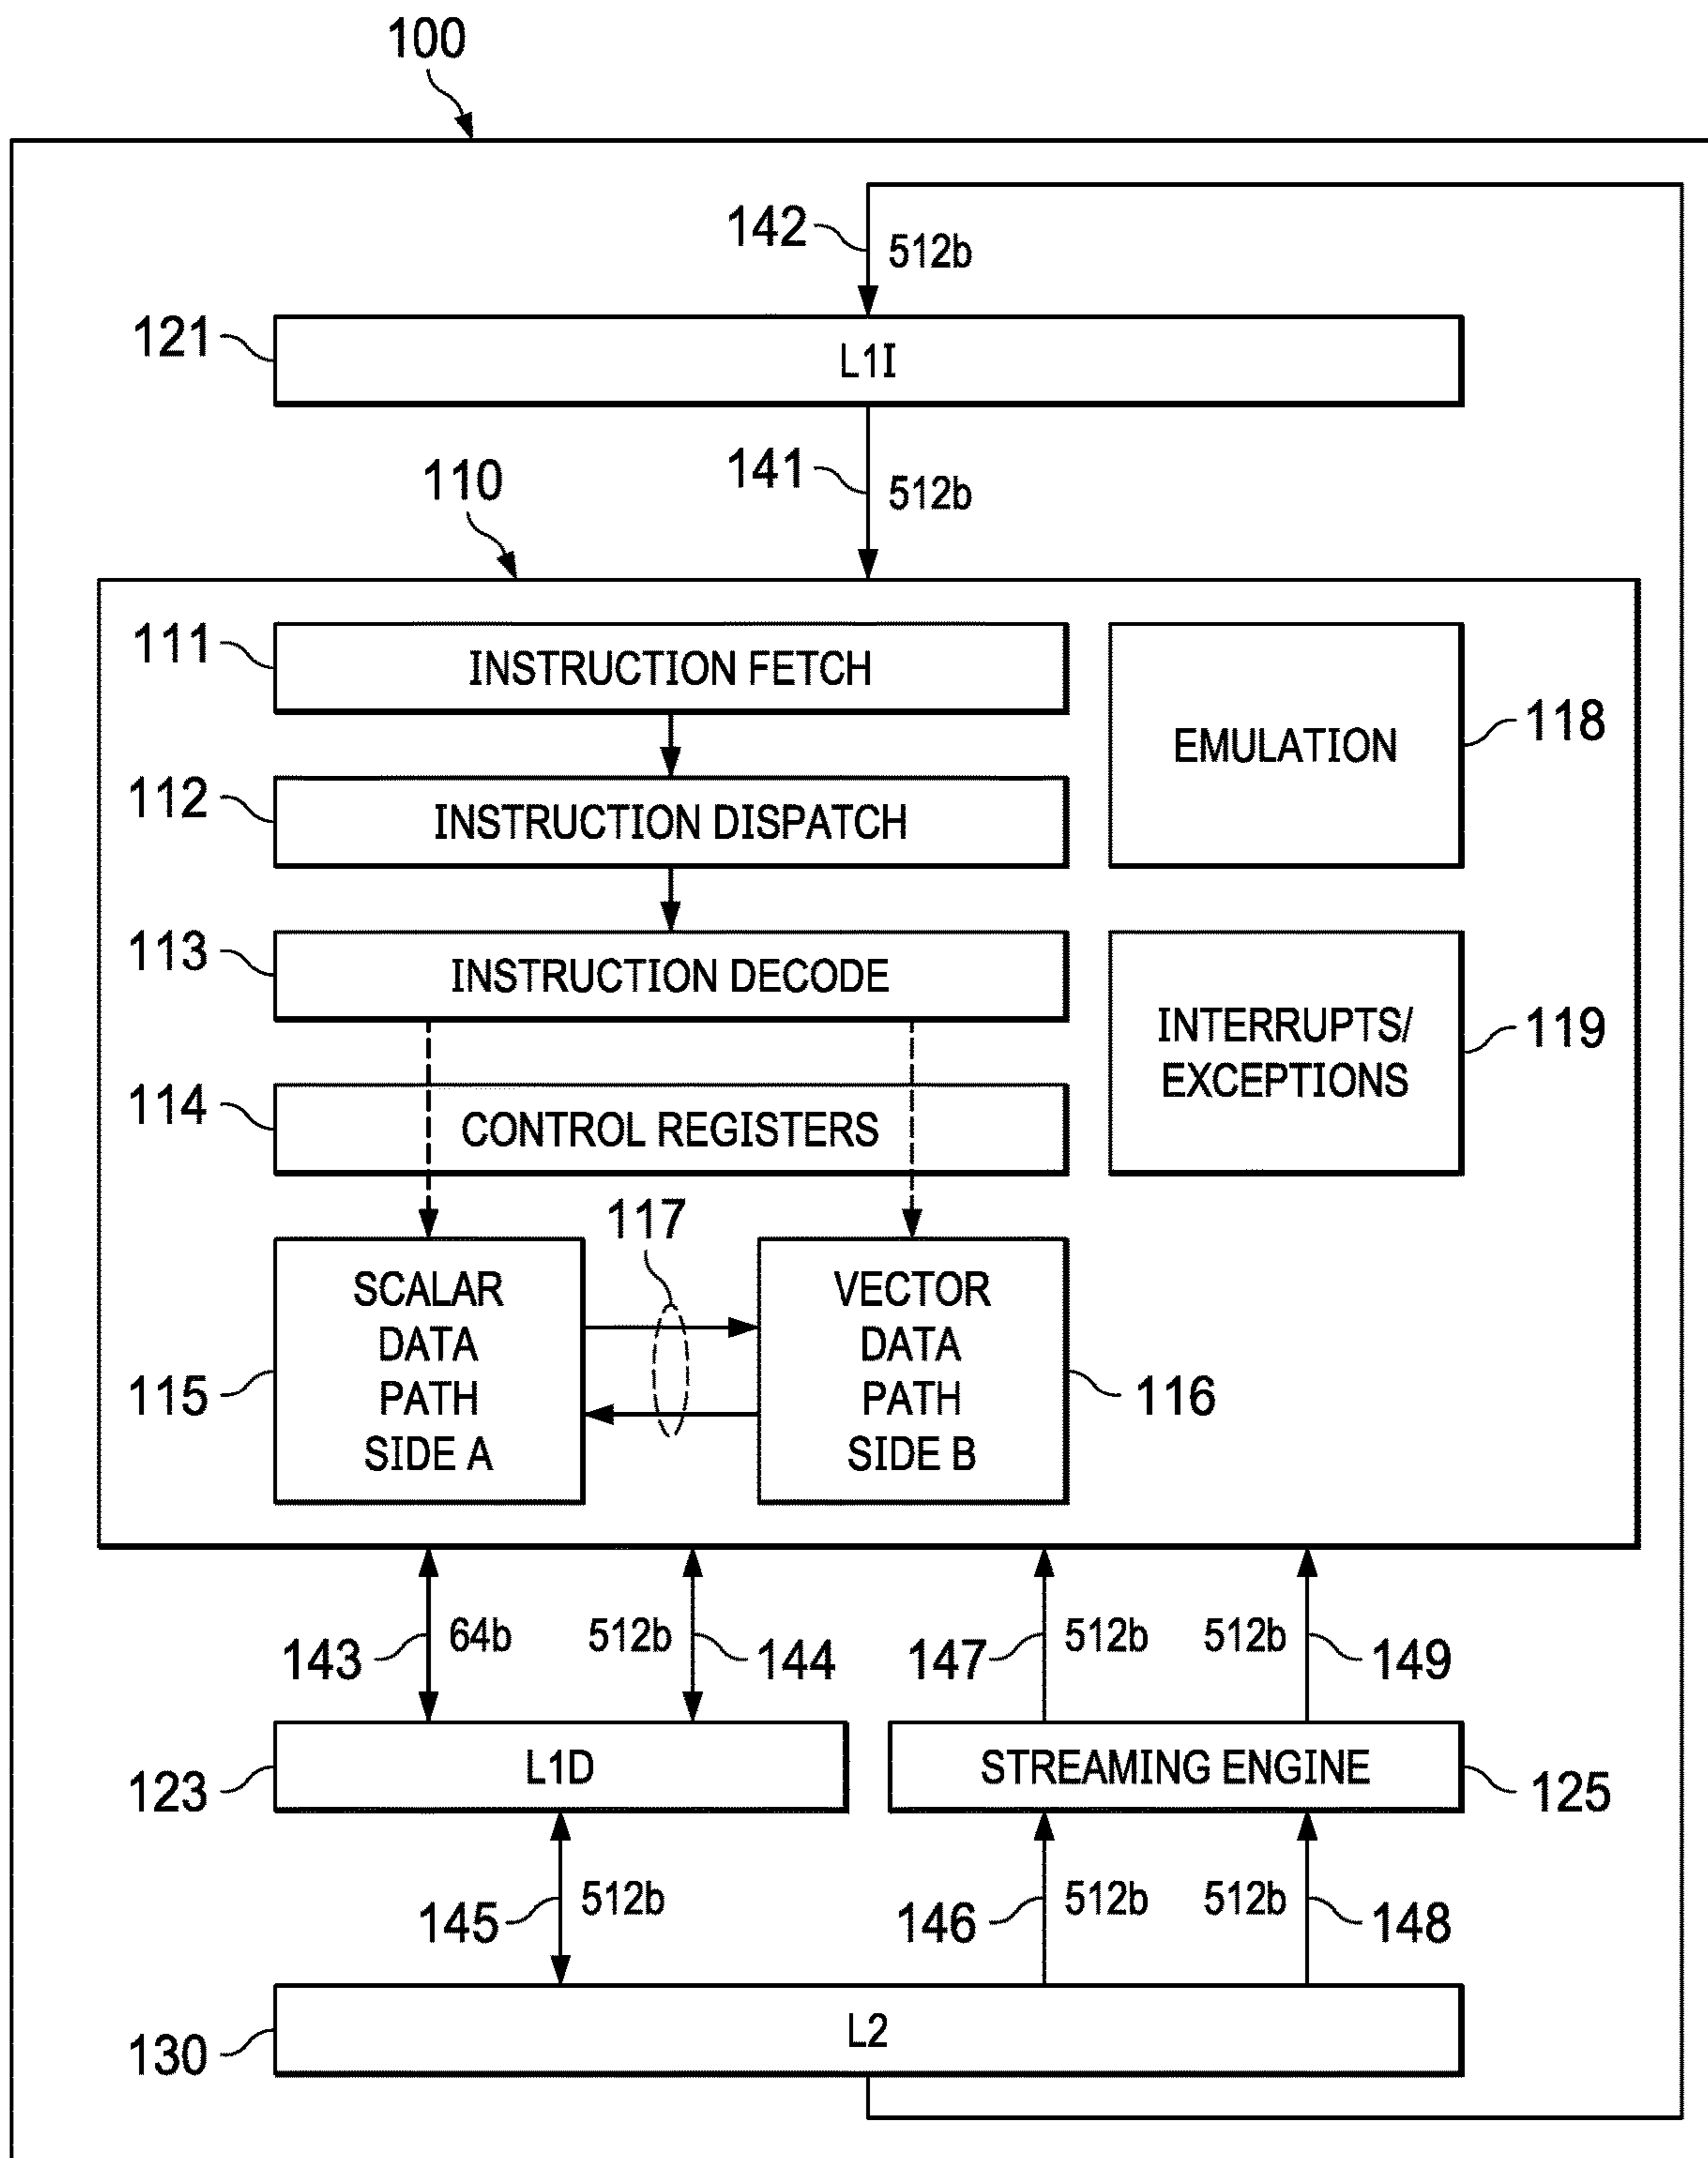 100
142
512b
121
L1I
141
512b
110
111
INSTRUCTION FETCH
EMULATION
118
112
INSTRUCTION DISPATCH
113
INSTRUCTION DECODE
INTERRUPTS/
EXCEPTIONS
119
114
CONTROL REGISTERS
117
115
SCALAR
DATA
PATH
SIDE A
VECTOR
DATA
PATH
SIDE B
116
143
64b
512b
144
147
512b
512b
149
123
L1D
STREAMING ENGINE
125
145
512b
146
512b
512b
148
130
L2